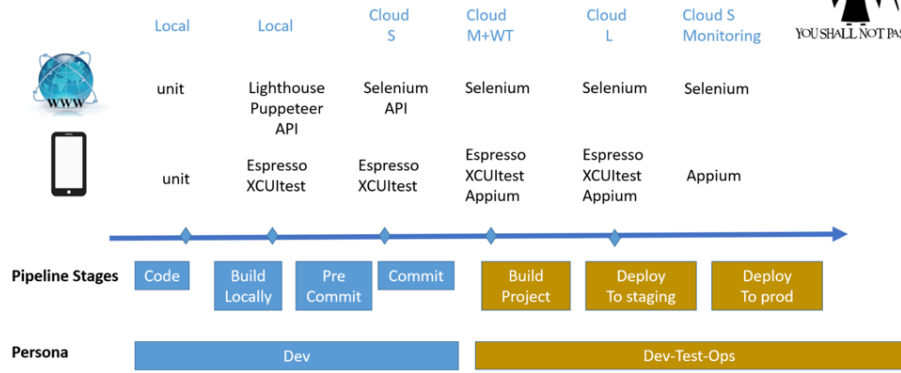 Local
Local
Cloud
S
Cloud
M+WT
Cloud
L
Cloud S
Monitoring
YOU SHALL NOT PAS
WWW
unit
Lighthouse
Puppeteer
API
Selenium
API
Selenium
Selenium
Selenium
unit
Espresso
XCUItest
Espresso
XCUItest
Espresso
XCUItest
Appium
Espresso
XCUItest
Appium
Appium
Pipeline Stages
Code
Build
Locally
Pre
Commit
Commit
Build
Project
Deploy
To staging
Deploy
To prod
Persona
Dev
Dev-Test-Ops